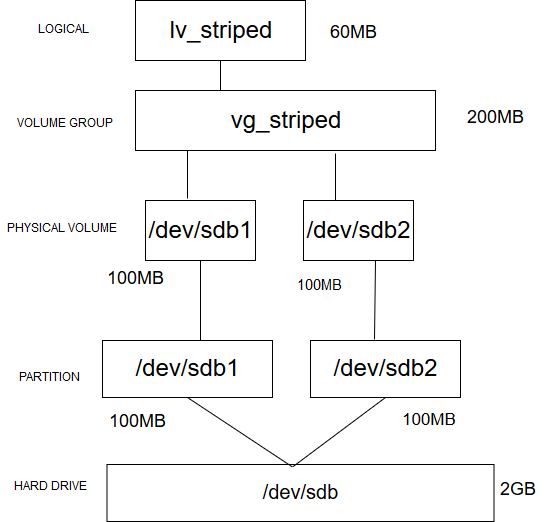 LOGICAL
lv_striped
60MB
VOLUME GROUP
vg_striped
200MB
PHYSICAL VOLUME
/dev/sdb1
/dev/sdb2
100MB
100MB
PARTITION
/dev/sdb1
/dev/sdb2
100MB
100MB
HARD DRIVE
/dev/sdb
2GB